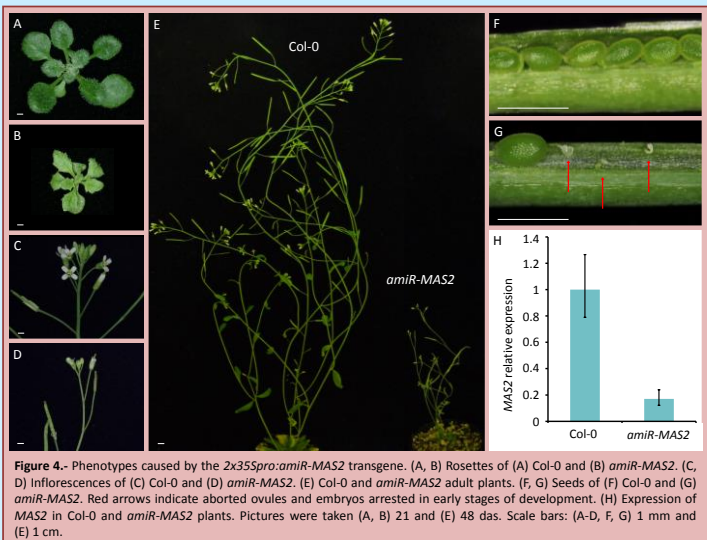 A
B
C
D
E
Col-0
amiR-MAS2
F
G
H
MAS2 relative expression
1.4
1.2
1
0.8
0.6
0.4
0.2
0
Col-0
amiR-MAS2
Figure 4.- Phenotypes caused by the 2x35Spro:amiR-MAS2 transgene. (A, B) Rosettes of (A) Col-0 and (B) amiR-MAS2. (C,
D) Inflorescences of (C) Col-0 and (D) amiR-MAS2. (E) Col-0 and amiR-MAS2 adult plants. (F, G) Seeds of (F) Col-0 and (G)
amiR-MAS2. Red arrows indicate aborted ovules and embryos arrested in early stages of development. (H) Expression of
MAS2 in Col-0 and amiR-MAS2 plants. Pictures were taken (A, B) 21 and (E) 48 das. Scale bars: (A-D, F, G) 1 mm and
(E) 1 cm.